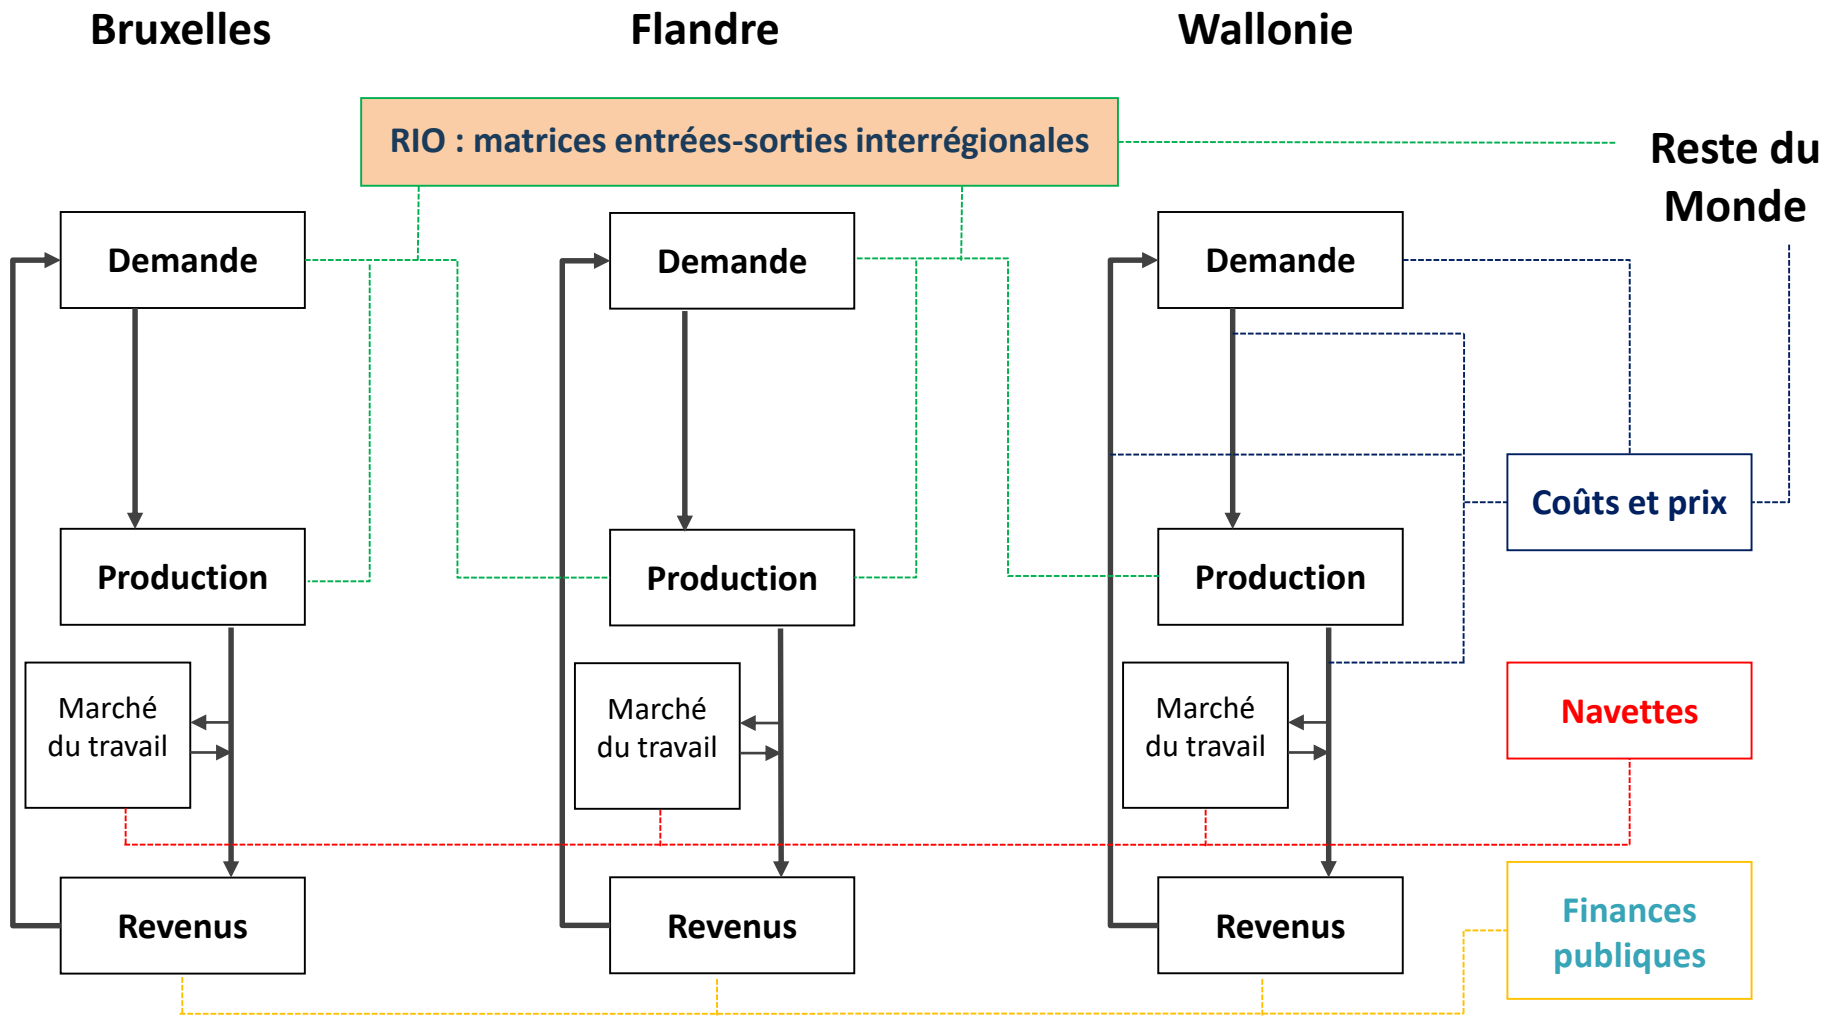 Bruxelles
Flandre
Wallonie
RIO : matrices entrées-sorties interrégionales
Reste du
Monde
Demande
Demande
Demande
Coûts et prix
Production
Production
Production
Marché
du travail
Marché
du travail
Marché
du travail
Navettes
Revenus
Revenus
Revenus
Finances
publiques